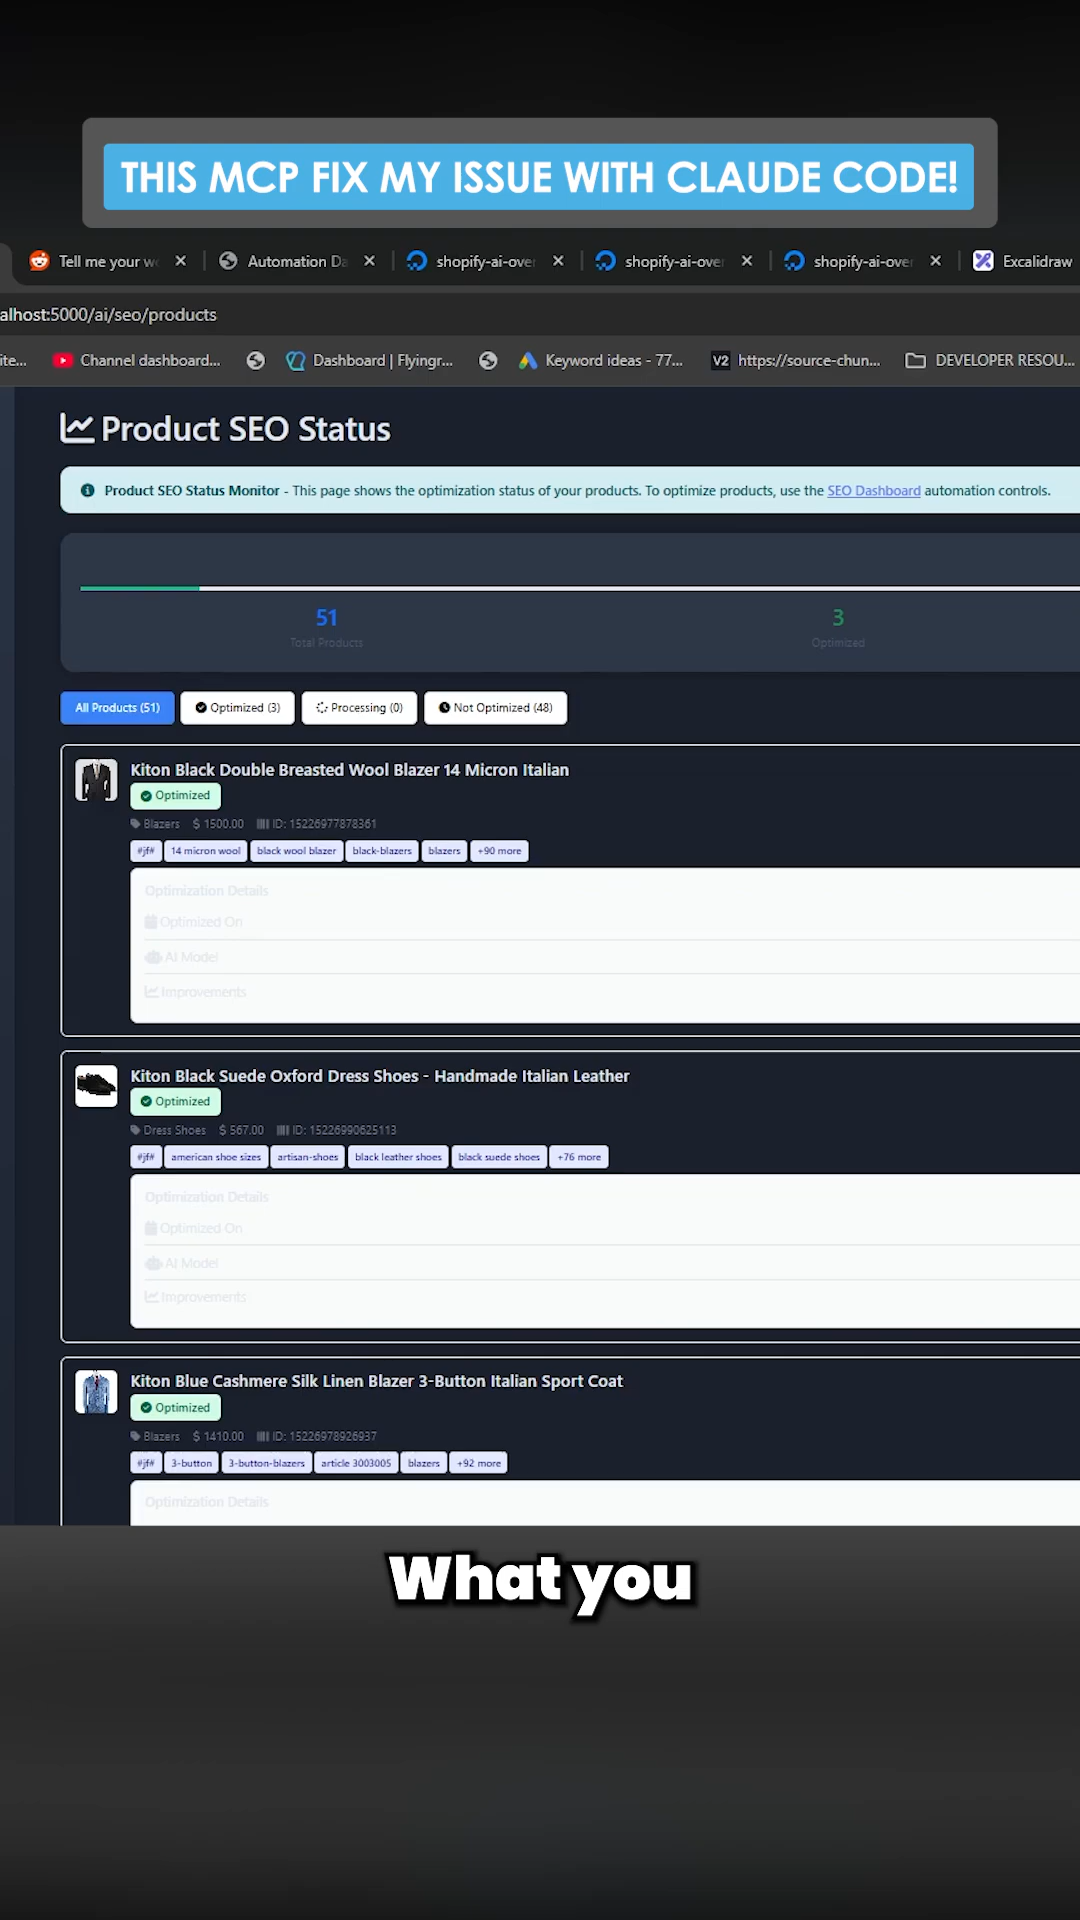 THIS MCP FIX MY ISSUE WITH CLAUDE CODE!
Tell me your w
Automation Da
shopify-ai-over
shopify-ai-over
shopify-ai-over
Excalidraw
alhost:5000/ai/seo/products
ite...
Channel dashboard...
Dashboard | Flyingr...
Keyword ideas - 77...
V2
https://source-chun...
DEVELOPER RESOU...
Product SEO Status
Product SEO Status Monitor - This page shows the optimization status of your products. To optimize products, use the SEO Dashboard automation controls.
51
3
Total Products
Optimized
All Products (51)
Optimized (3)
Processing (0)
Not Optimized (48)
Kiton Black Double Breasted Wool Blazer 14 Micron Italian
Optimized
Blazers $ 1500.00 ID: 15226977878361
#jf# 14 micron wool black wool blazer black-blazers blazers +90 more
Optimization Details
Optimized On
AI Model
Improvements
Kiton Black Suede Oxford Dress Shoes - Handmade Italian Leather
Optimized
Dress Shoes $ 567.00 ID: 15226990625113
#jf# american shoe sizes artisan-shoes black leather shoes black suede shoes +76 more
Optimization Details
Optimized On
AI Model
Improvements
Kiton Blue Cashmere Silk Linen Blazer 3-Button Italian Sport Coat
Optimized
Blazers $ 1410.00 ID: 15226978926937
#jf# 3-button 3-button-blazers article 3003005 blazers +92 more
Optimization Details
What you